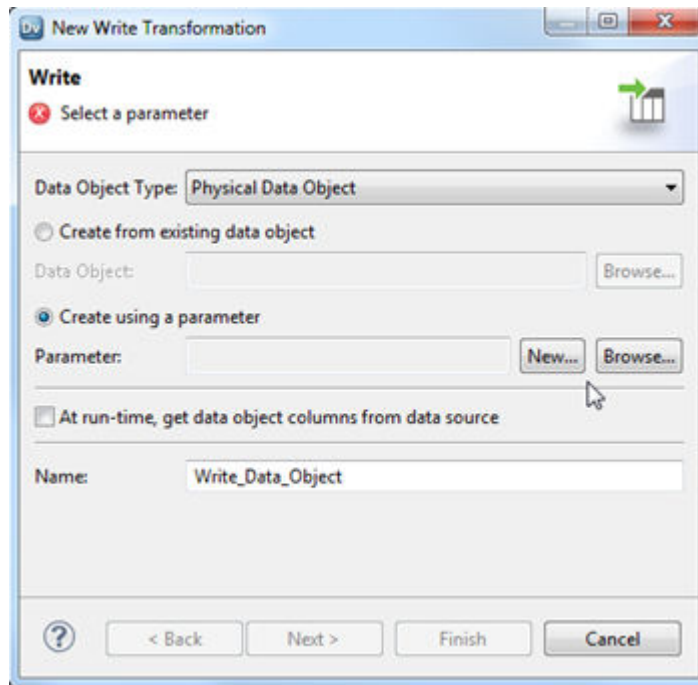 Dv New Write Transformation
Write
Select a parameter
Data Object Type: Physical Data Object
Create from existing data object
Data Object: Browse...
Create using a parameter
Parameter: New... Browse...
At run-time, get data object columns from data source
Name: Write_Data_Object
? < Back Next > Finish Cancel